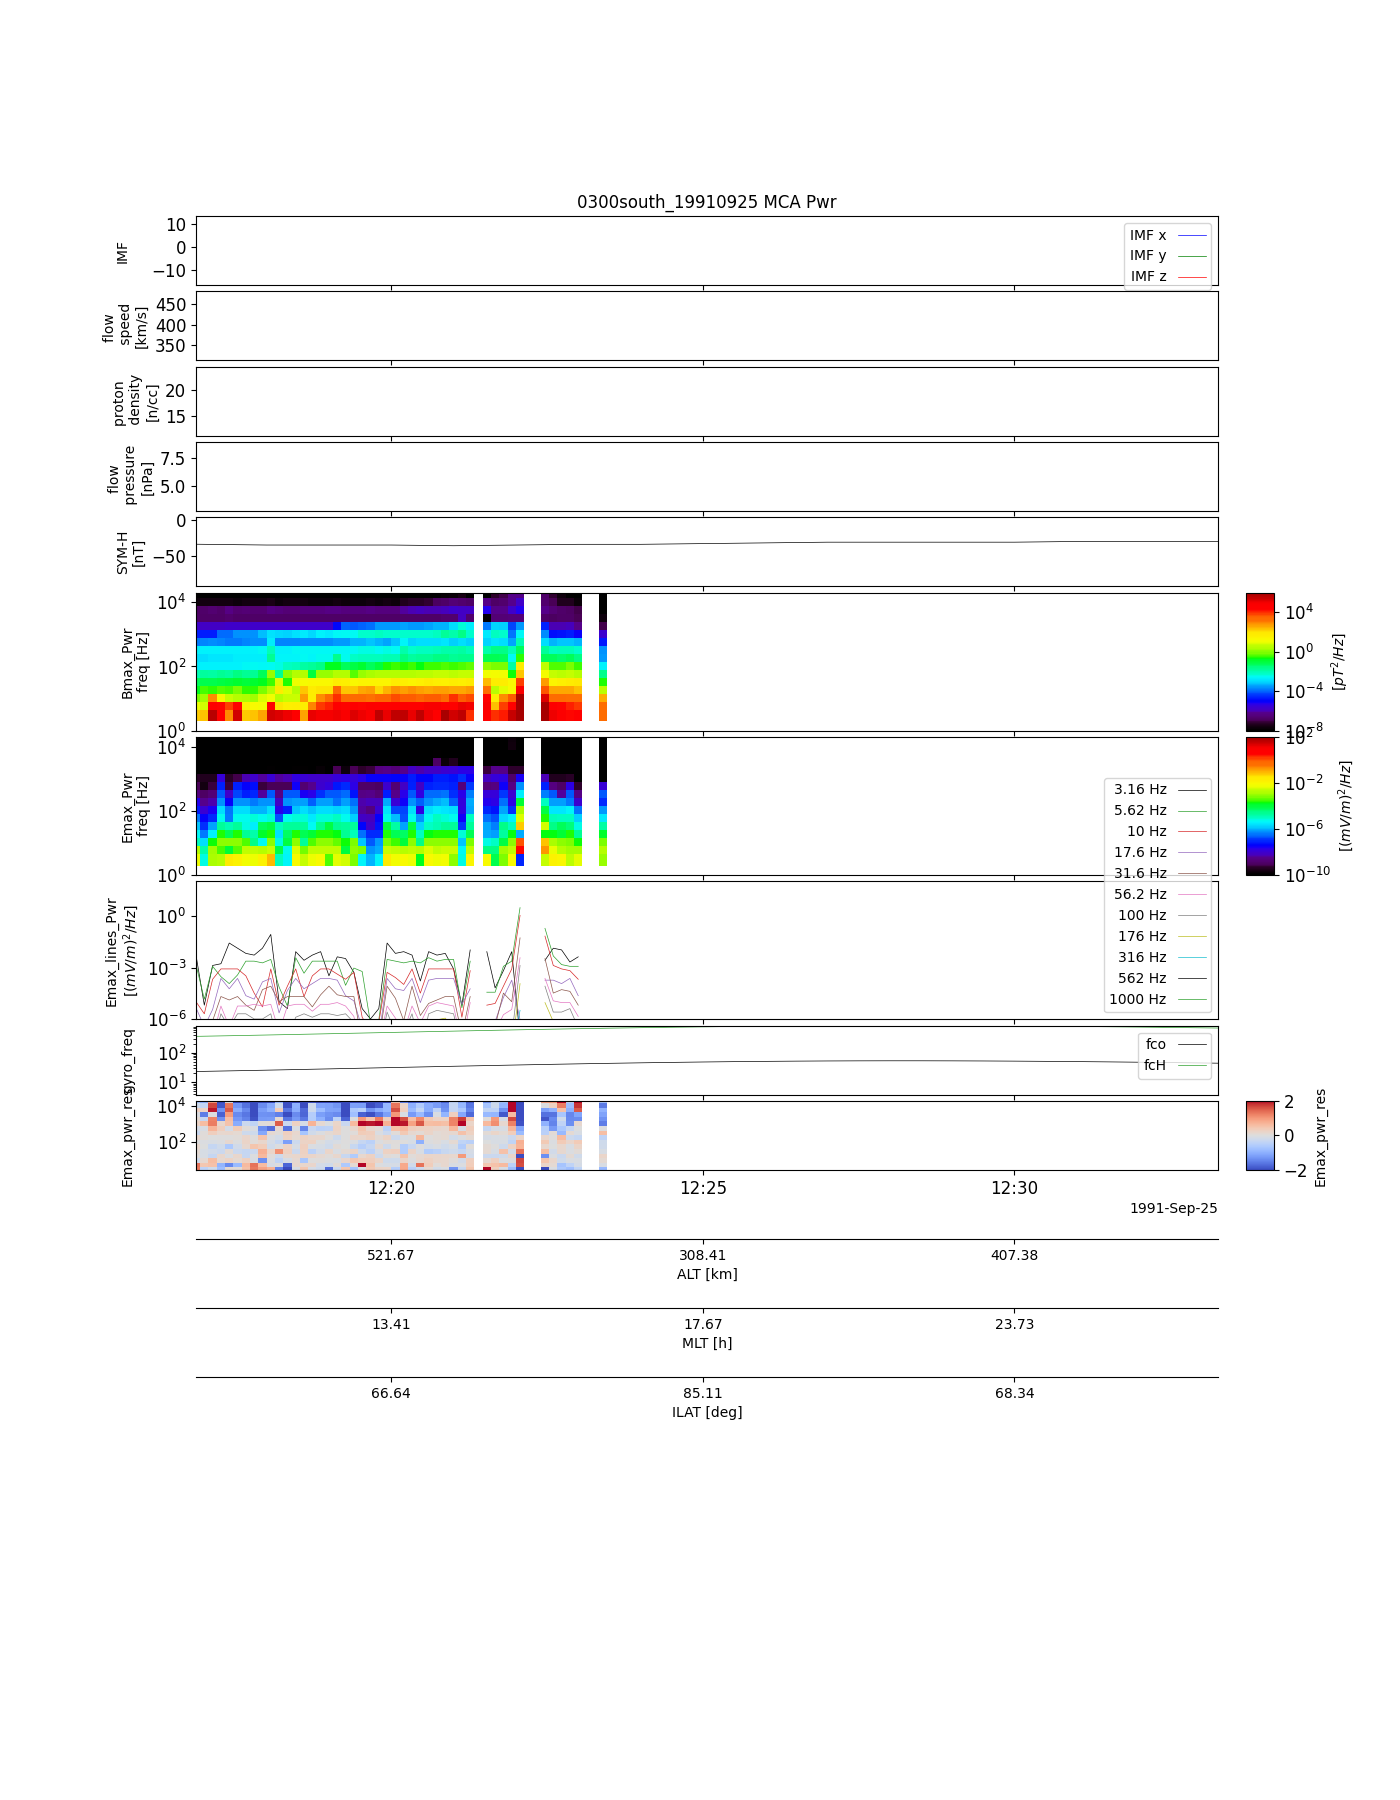 0300south_19910925 MCA Pwr
IMF
10
0
−10
IMF x
IMF y
IMF z
flow
speed
[km/s]
450
400
350
proton
density
[n/cc]
20
15
flow
pressure
[nPa]
7.5
5.0
SYM-H
[nT]
0
−50
Bmax_Pwr
freq [Hz]
10^4
10^2
10^0
10^4
10^0
10^−4
10^−8
[pT^2/Hz]
Emax_Pwr
freq [Hz]
10^4
10^2
10^0
10^2
10^−2
10^−6
10^−10
[(mV/m)^2/Hz]
3.16 Hz
5.62 Hz
10 Hz
17.6 Hz
31.6 Hz
56.2 Hz
100 Hz
176 Hz
316 Hz
562 Hz
1000 Hz
Emax_lines_Pwr
[(mV/m)^2/Hz]
10^0
10^−3
10^−6
gyro_freq
10^2
10^1
fco
fcH
Emax_pwr_res
10^4
10^2
2
0
−2
Emax_pwr_res
12:20 12:25 12:30
1991-Sep-25
521.67 308.41 407.38
ALT [km]
13.41 17.67 23.73
MLT [h]
66.64 85.11 68.34
ILAT [deg]